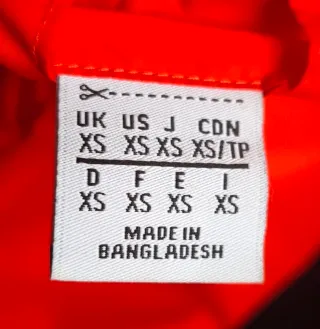 UK US J CDN
XS XS XS XS/TP
D F E I
XS XS XS XS
MADE IN
BANGLADESH